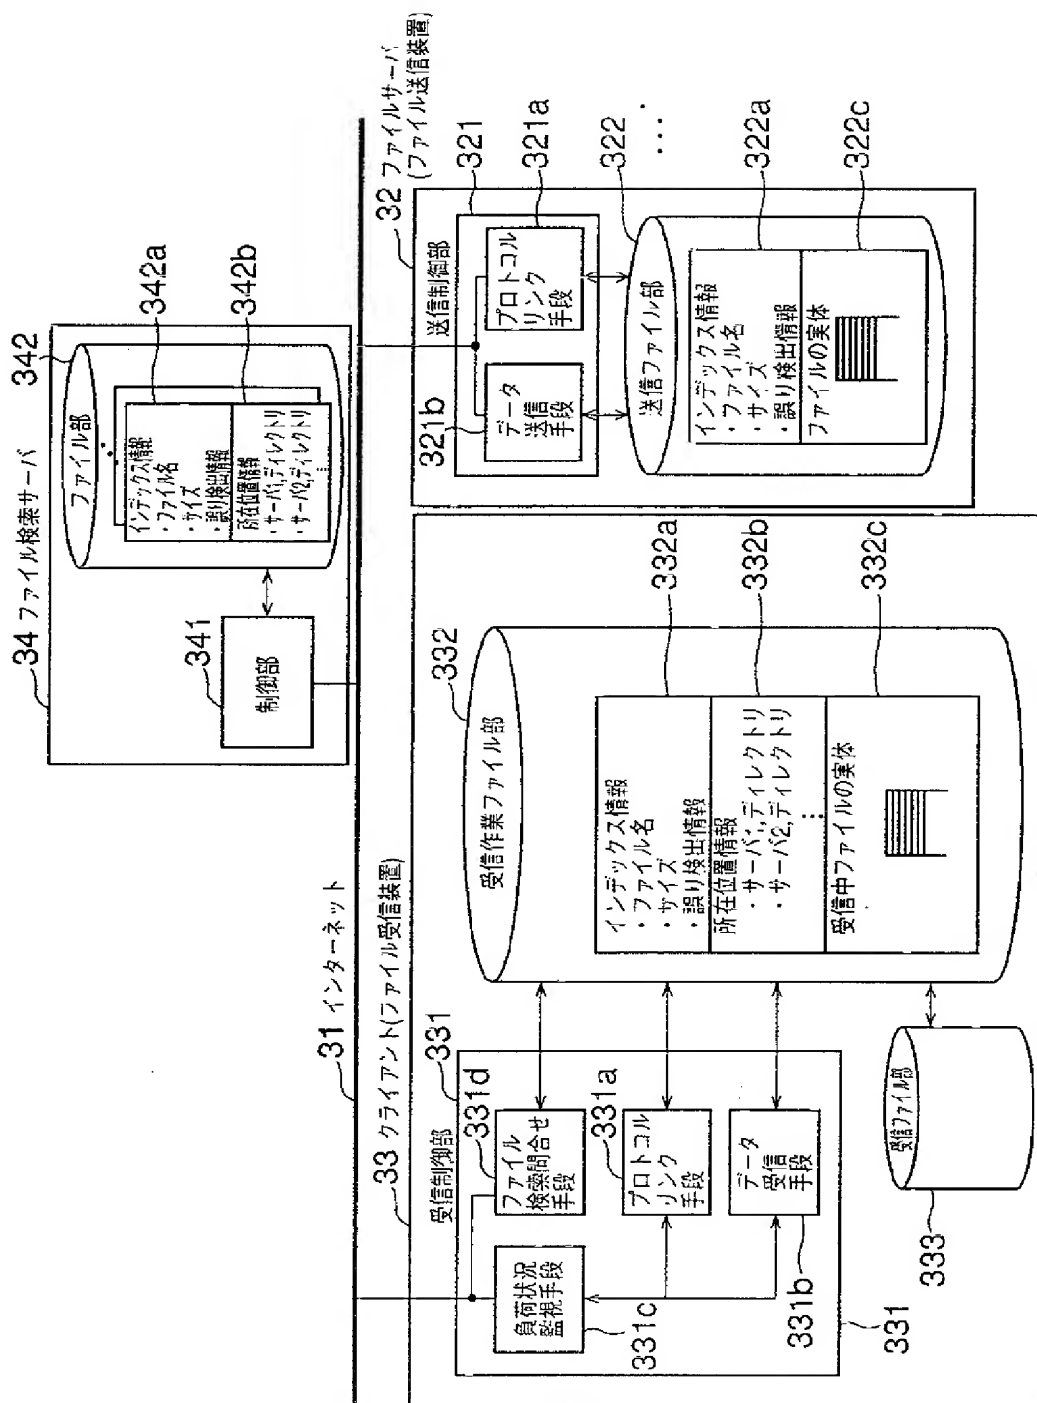 34 ファイル検索サーバ
341
制御部
342
ファイル部
342a
342b
インデックス情報
・ファイル名
・サイズ
・誤り検出情報
所在位置情報
・サーバ1,ディレクトリ
・サーバ2,ディレクトリ
31 インターネット
33 クライアント(ファイル受信装置)
受信制御部
331
331d
ファイル
検索問合せ
手段
負荷状況
監視手段
331c
331a
プロトコル
リンク
手段
データ
受信
手段
331b
331
332
受信作業ファイル部
インデックス情報
・ファイル名
・サイズ
・誤り検出情報
所在位置情報
・サーバ1,ディレクトリ
・サーバ2,ディレクトリ
受信中ファイルの実体
332a
332b
332c
受信ファイル部
333
32 ファイルサーバ
(ファイル送信装置)
送信制御部
321
321a
プロトコル
リンク
手段
321b
データ
送信
手段
322
送信ファイル部
インデックス情報
・ファイル名
・サイズ
・誤り検出情報
ファイルの実体
322a
322c